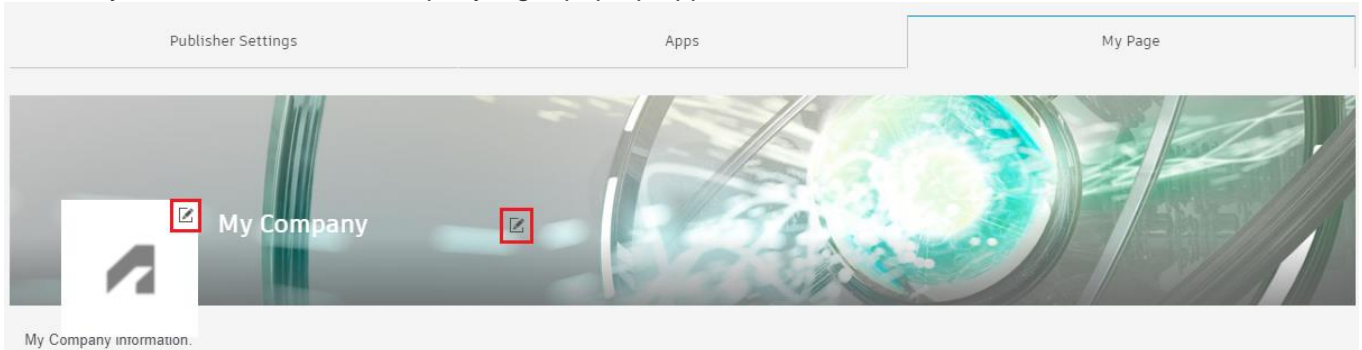 Publisher Settings
Apps
My Page
My Company
My Company information.